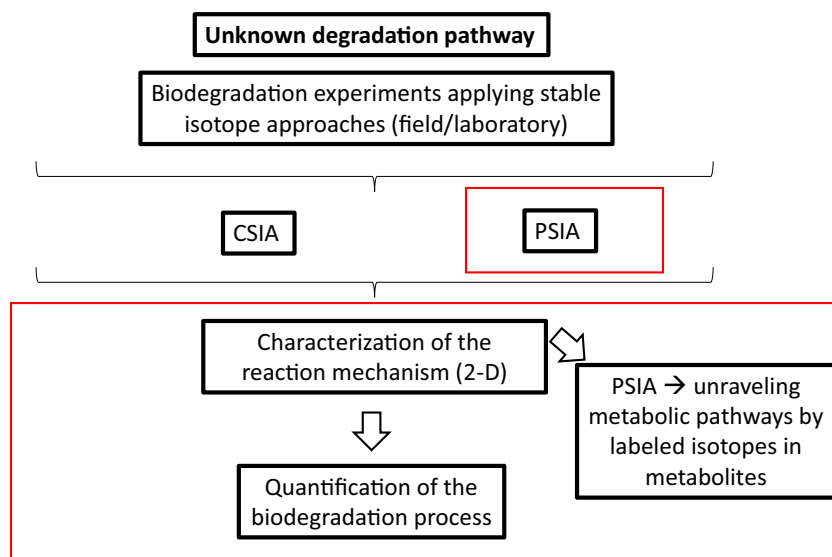 Unknown degradation pathway
Biodegradation experiments applying stable
isotope approaches (field/laboratory)
CSIA
PSIA
Characterization of the
reaction mechanism (2-D)
PSIA → unraveling
metabolic pathways by
labeled isotopes in
metabolites
Quantification of the
biodegradation process